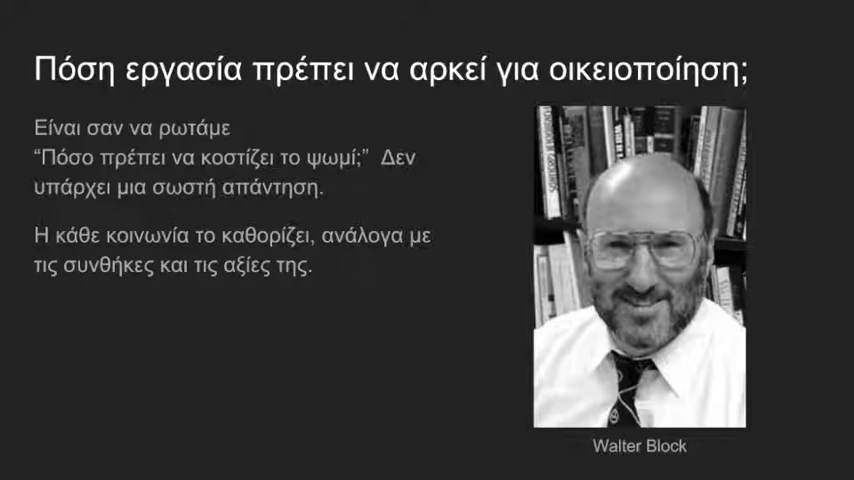 Πόση εργασία πρέπει να αρκεί για οικειοποίηση;
Είναι σαν να ρωτάμε
“Πόσο πρέπει να κοστίζει το ψωμί;” Δεν
υπάρχει μια σωστή απάντηση.
Η κάθε κοινωνία το καθορίζει, ανάλογα με
τις συνθήκες και τις αξίες της.
Walter Block